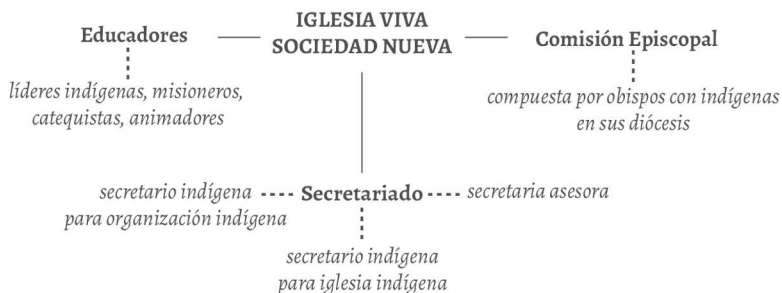 IGLESIA VIVA
SOCIEDAD NUEVA
Educadores
líderes indígenas, misioneros,
catequistas, animadores
Comisión Episcopal
compuesta por obispos con indígenas
en sus diócesis
secretario indígena
para organización indígena
Secretariado
secretaria asesora
secretario indígena
para iglesia indígena